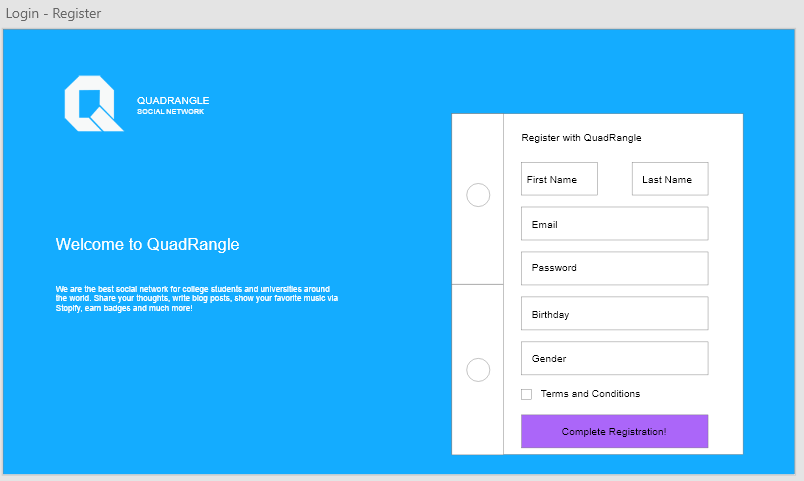 Login - Register
QUADRANGLE
SOCIAL NETWORK
Welcome to QuadRangle
We are the best social network for college students and universities around
the world. Share your thoughts, write blog posts, show your favorite music via
Stopify, earn badges and much more!
Register with QuadRangle
First Name
Last Name
Email
Password
Birthday
Gender
Terms and Conditions
Complete Registration!